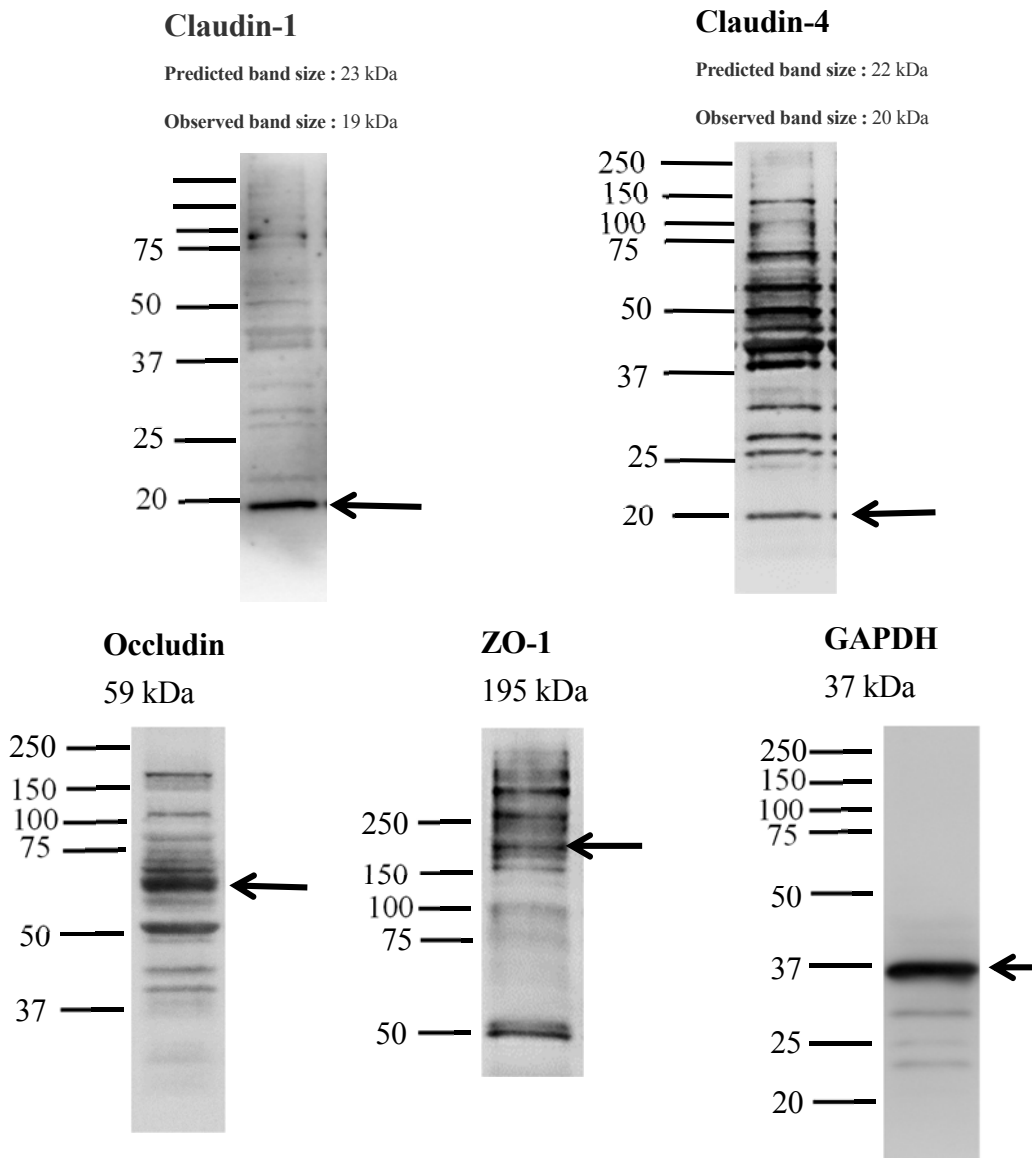 Claudin-1
Predicted band size : 23 kDa
Observed band size : 19 kDa
75
50
37
25
20
Claudin-4
Predicted band size : 22 kDa
Observed band size : 20 kDa
250
150
100
75
50
37
25
20
Occludin
59 kDa
250
150
100
75
50
37
ZO-1
195 kDa
250
150
100
75
50
GAPDH
37 kDa
250
150
100
75
50
37
25
20